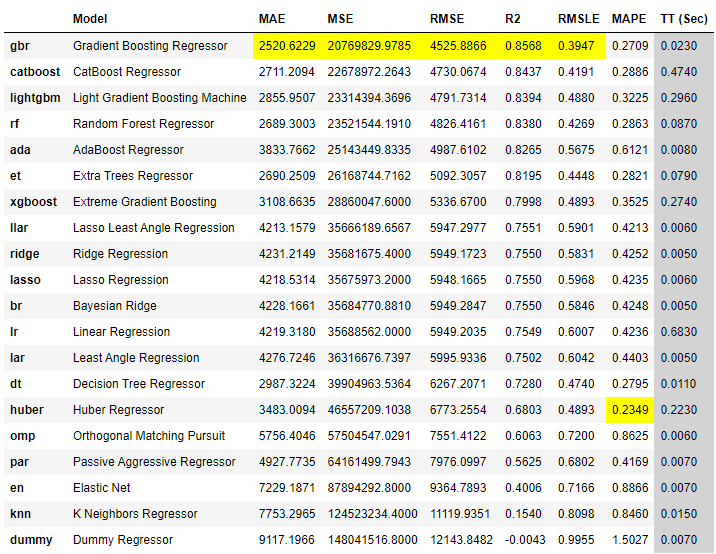 Model MAE MSE RMSE R2 RMSLE MAPE TT (Sec)
gbr Gradient Boosting Regressor 2520.6229 20769829.9785 4525.8866 0.8568 0.3947 0.2709 0.0230
catboost CatBoost Regressor 2711.2094 22678972.2643 4730.0674 0.8437 0.4191 0.2886 0.4740
lightgbm Light Gradient Boosting Machine 2855.9507 23314394.3696 4791.7314 0.8394 0.4880 0.3225 0.2960
rf Random Forest Regressor 2689.3003 23521544.1910 4826.4161 0.8380 0.4269 0.2863 0.0870
ada AdaBoost Regressor 3833.7662 25143449.8335 4987.6102 0.8265 0.5675 0.6121 0.0080
et Extra Trees Regressor 2690.2509 26168744.7162 5092.3057 0.8195 0.4448 0.2821 0.0790
xgboost Extreme Gradient Boosting 3108.6635 28860047.6000 5336.6700 0.7998 0.4893 0.3525 0.2740
llar Lasso Least Angle Regression 4213.1579 35666189.6567 5947.2977 0.7551 0.5901 0.4213 0.0060
ridge Ridge Regression 4231.2149 35681675.4000 5949.1723 0.7550 0.5831 0.4252 0.0050
lasso Lasso Regression 4218.5314 35675973.2000 5948.1665 0.7550 0.5968 0.4235 0.0060
br Bayesian Ridge 4228.1661 35684770.8810 5949.2847 0.7550 0.5846 0.4248 0.0050
lr Linear Regression 4219.3180 35688562.0000 5949.2035 0.7549 0.6007 0.4236 0.6830
lar Least Angle Regression 4276.7246 36316676.7397 5995.9336 0.7502 0.6042 0.4403 0.0050
dt Decision Tree Regressor 2987.3224 39904963.5364 6267.2071 0.7280 0.4740 0.2795 0.0110
huber Huber Regressor 3483.0094 46557209.1038 6773.2554 0.6803 0.4893 0.2349 0.2230
omp Orthogonal Matching Pursuit 5756.4046 57504547.0291 7551.4122 0.6063 0.7200 0.8625 0.0060
par Passive Aggressive Regressor 4927.7735 64161499.7943 7976.0997 0.5625 0.6802 0.4169 0.0070
en Elastic Net 7229.1871 87894292.8000 9364.7893 0.4006 0.7166 0.8866 0.0070
knn K Neighbors Regressor 7753.2965 124523234.4000 11119.9351 0.1540 0.8098 0.8460 0.0150
dummy Dummy Regressor 9117.1966 148041516.8000 12143.8482 -0.0043 0.9955 1.5027 0.0070